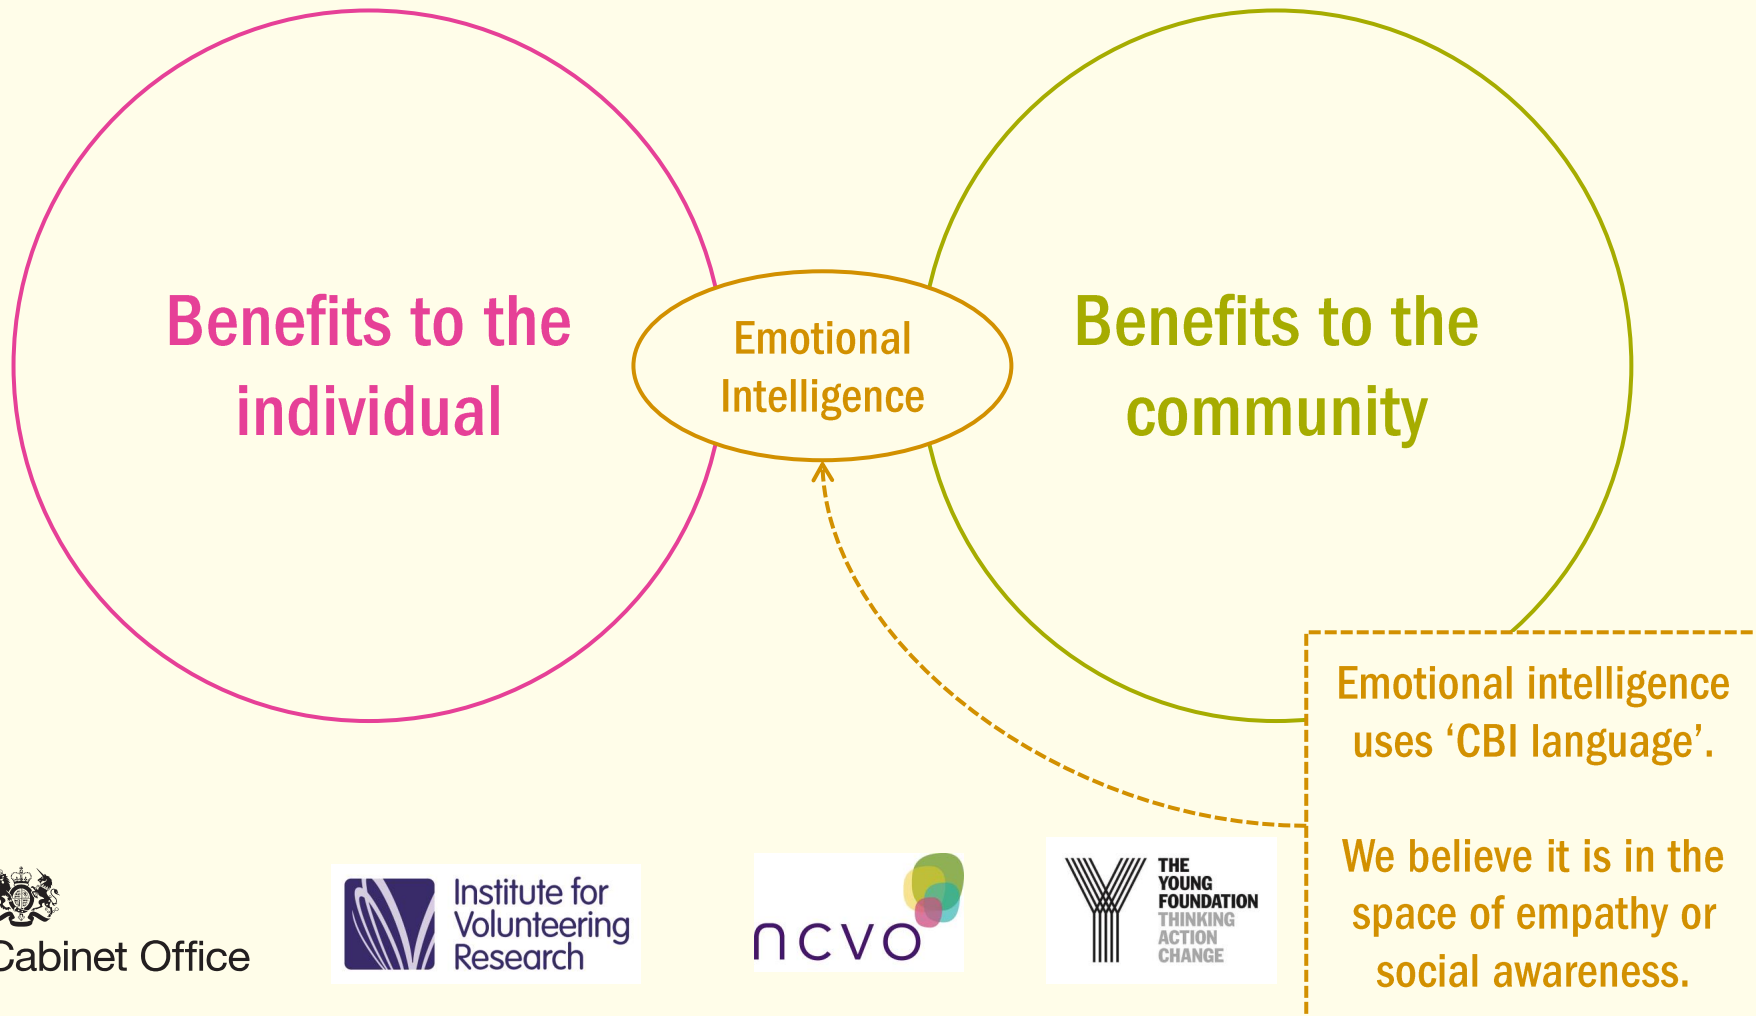 Benefits to the
individual
Emotional
Intelligence
Benefits to the
community
Emotional intelligence
uses ‘CBI language’.
We believe it is in the
space of empathy or
social awareness.
Cabinet Office
Institute for
Volunteering
Research
ncvo
THE
YOUNG
FOUNDATION
THINKING
ACTION
CHANGE